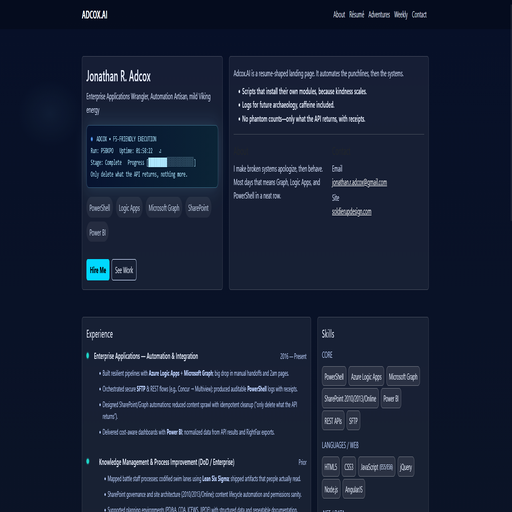 ADCOX.AI
About Résumé Adventures Weekly Contact
Jonathan R. Adcox
Enterprise Applications Wrangler, Automation Artisan, mild Viking
energy
ADCOX • FS-FRIENDLY EXECUTION
Uptime: 01:58:22
Stage: Complete Progress [
]
Only delete what the API returns, nothing more.
PowerShell Logic Apps Microsoft Graph SharePoint
Power BI
Hire Me See Work
Adcox.AI is a resume-shaped landing page. It automates the punchlines, then the systems.
• Scripts that install their own modules, because kindness scales.
• Logs for future archaeology, caffeine included.
• No phantom counts—only what the API returns, with receipts.
I make broken systems apologize, then behave.
Most days that means Graph, Logic Apps, and
PowerShell in a neat row.
Email
jonathan.r.adcox@gmail.com
Site
soldierupdesign.com
Experience
Enterprise Applications — Automation & Integration 2016 — Present
• Built resilient pipelines with Azure Logic Apps + Microsoft Graph; big drop in manual handoffs and 2am pages.
• Orchestrated secure SFTP & REST flows (e.g., Concur → Multiview); produced auditable PowerShell logs with receipts.
• Designed SharePoint/Graph automations: reduced content sprawl with idempotent cleanup ("only delete what the API
returns").
• Delivered cost-aware dashboards with Power BI; normalized data from API results and RightFax exports.
Knowledge Management & Process Improvement (DoD / Enterprise) Prior
• Mapped battle staff processes codified swim lanes using Lean Six Sigma; shipped artifacts that people actually read.
• SharePoint governance and site architecture (2010/2013/Online): content lifecycle automation and permissions sanity.
• Supported planning environments (PDBA, CCIA, ICEWS, IIPOE) with structured data and repeatable documentation.
Skills
CORE
PowerShell Azure Logic Apps Microsoft Graph
SharePoint 2010/2013/Online Power BI
REST APIs SFTP
LANGUAGES / WEB
HTML5 CSS3 JavaScript (ES5/ES6) jQuery
Node.js AngularJS